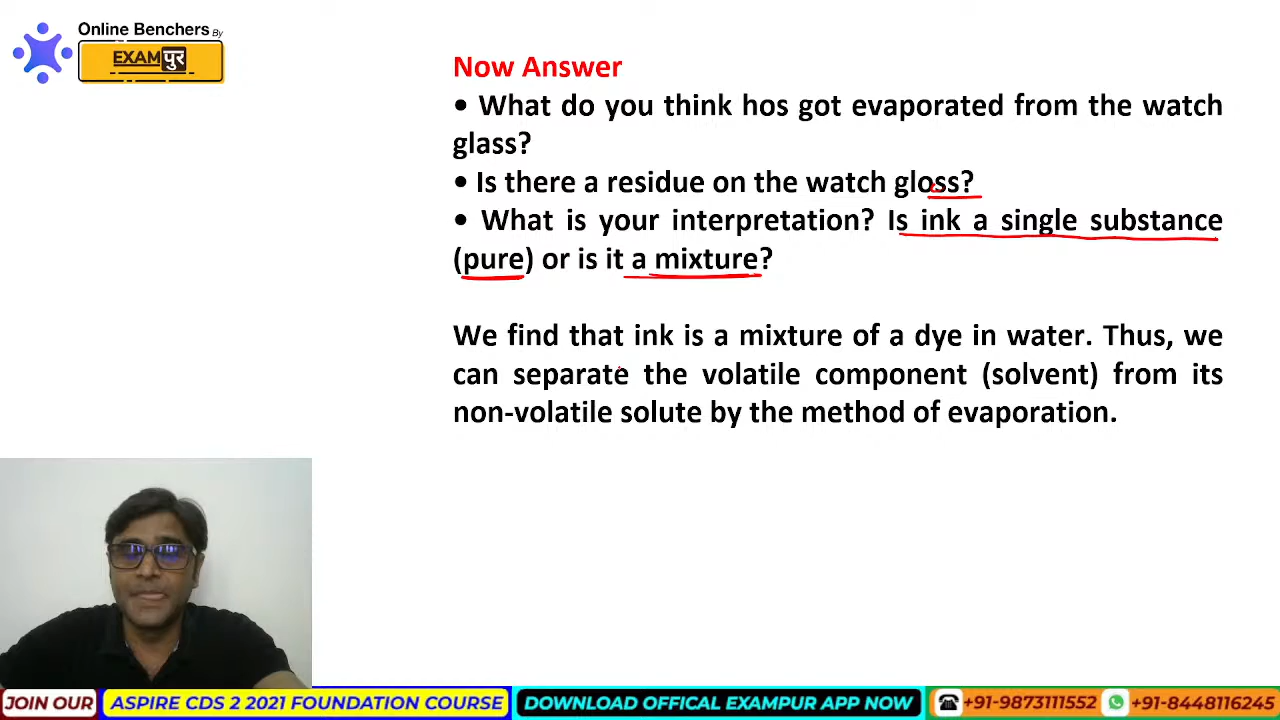 Online Benchers By
EXAMपुर
Now Answer
• What do you think hos got evaporated from the watch
glass?
• Is there a residue on the watch gloss?
• What is your interpretation? Is ink a single substance
(pure) or is it a mixture?
We find that ink is a mixture of a dye in water. Thus, we
can separate the volatile component (solvent) from its
non-volatile solute by the method of evaporation.
JOIN OUR ASPIRE CDS 2 2021 FOUNDATION COURSE DOWNLOAD OFFICAL EXAMPUR APP NOW +91-9873111552 +91-8448116245